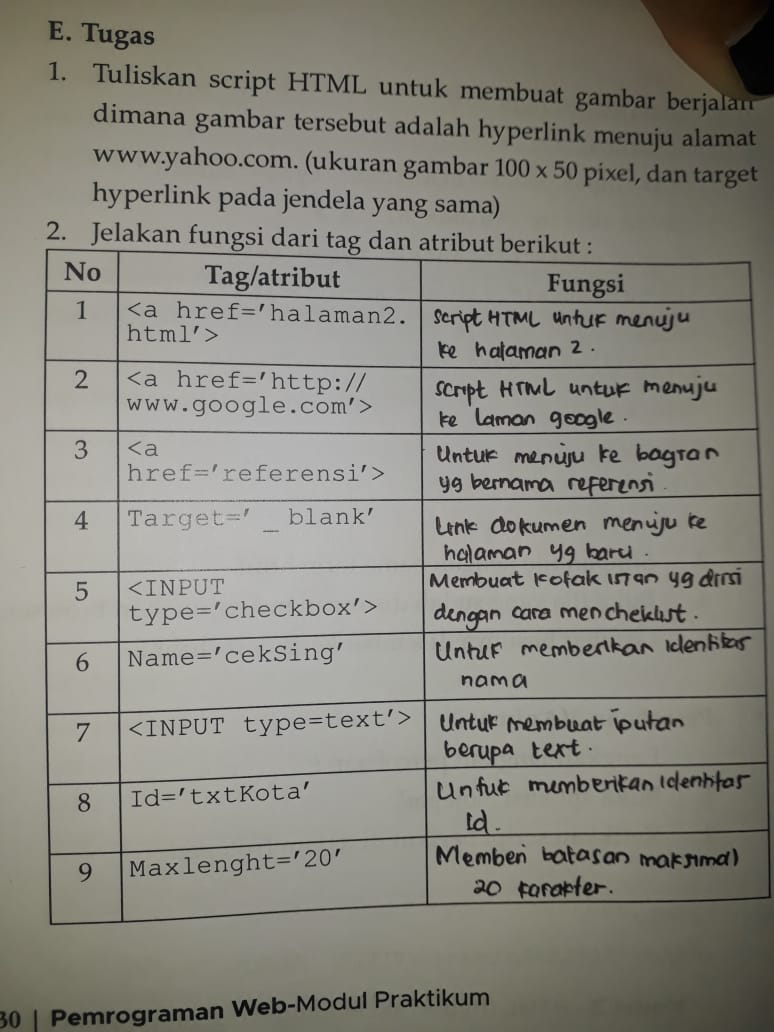 E. Tugas
1. Tuliskan script HTML untuk membuat gambar berjalan
dimana gambar tersebut adalah hyperlink menuju alamat
www.yahoo.com. (ukuran gambar 100 x 50 pixel, dan target
hyperlink pada jendela yang sama)
2. Jelakan fungsi dari tag dan atribut berikut :
No Tag/atribut Fungsi
1 <a href='halaman2. script HTML untuk menuju
html'> ke halaman 2.
2 <a href='http:// script HTML untuk menuju
www.google.com'> ke laman google.
3 <a Untuk menuju ke bagian
href='referensi'> yg bernama referensi.
4 Target=' _ blank' Link dokumen menuju ke
halaman yg baru.
5 <INPUT Membuat kotak isian yg diisi
type='checkbox'> dengan cara mencheklist.
6 Name='cekSing' Untuk memberikan identitas
nama
7 <INPUT type=text'> Untuk membuat iputan
berupa text.
8 Id='txtKota' Untuk memberikan identitas
Id.
9 Maxlenght='20' Memberi batasan maksimal
20 karakter.
30 | Pemrograman Web-Modul Praktikum